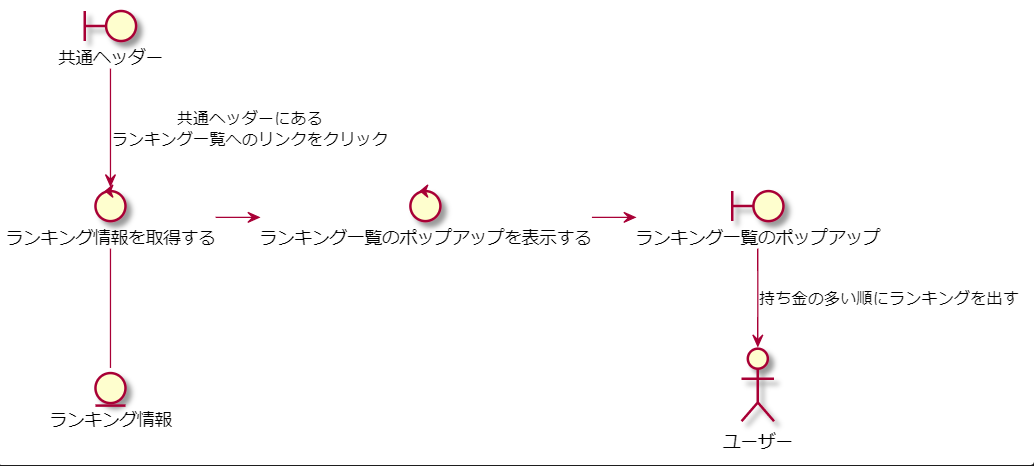 共通ヘッダー
共通ヘッダーにある
ランキング一覧へのリンクをクリック
ランキング情報を取得する
ランキング一覧のポップアップを表示する
ランキング一覧のポップアップ
持ち金の多い順にランキングを出す
ランキング情報
ユーザー